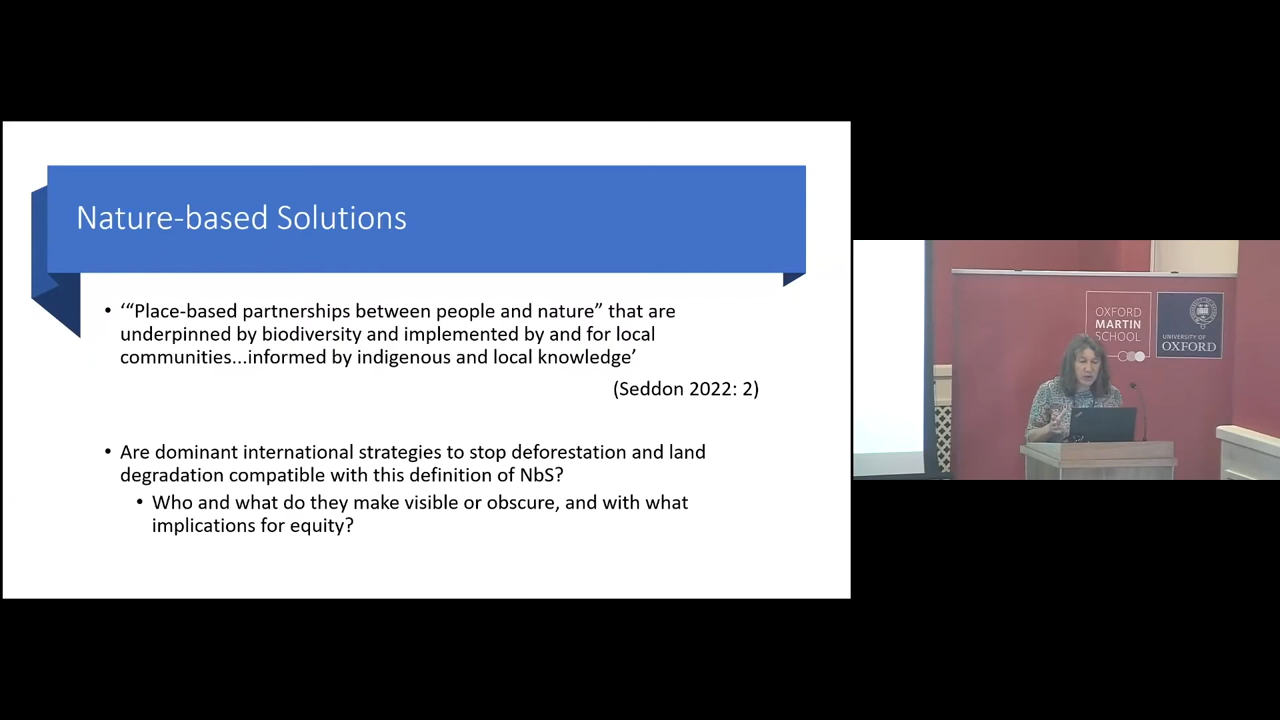 Nature-based Solutions
• ‘“Place-based partnerships between people and nature” that are
underpinned by biodiversity and implemented by and for local
communities...informed by indigenous and local knowledge’
(Seddon 2022: 2)
• Are dominant international strategies to stop deforestation and land
degradation compatible with this definition of NbS?
• Who and what do they make visible or obscure, and with what
implications for equity?
OXFORD
MARTIN
SCHOOL
UNIVERSITY OF
OXFORD